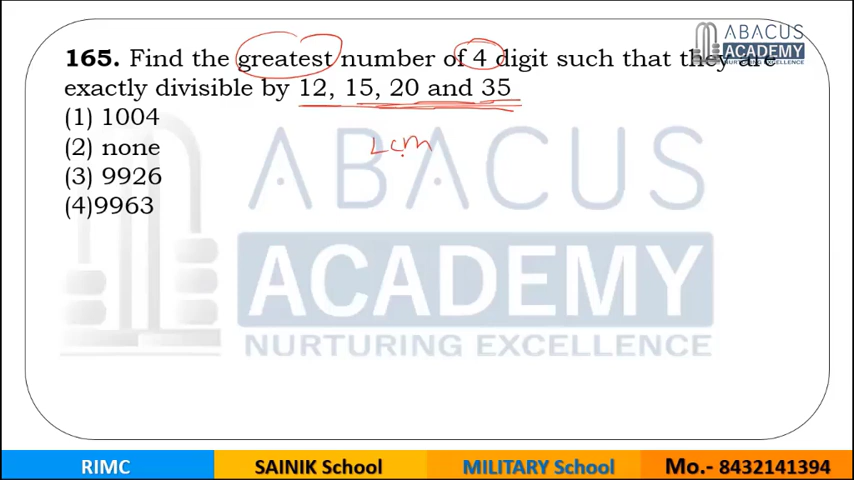 ABACUS
ACADEMY
NURTURING EXCELLENCE
165. Find the greatest number of 4 digit such that they are
exactly divisible by 12, 15, 20 and 35
(1) 1004
(2) none
(3) 9926
(4)9963
Lcm
ABACUS
ACADEMY
NURTURING EXCELLENCE
RIMC
SAINIK School
MILITARY School
Mo.- 8432141394